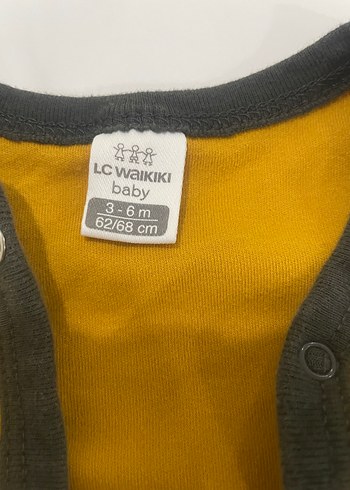 LC WAIKIKI
baby
3 - 6 m
62/68 cm